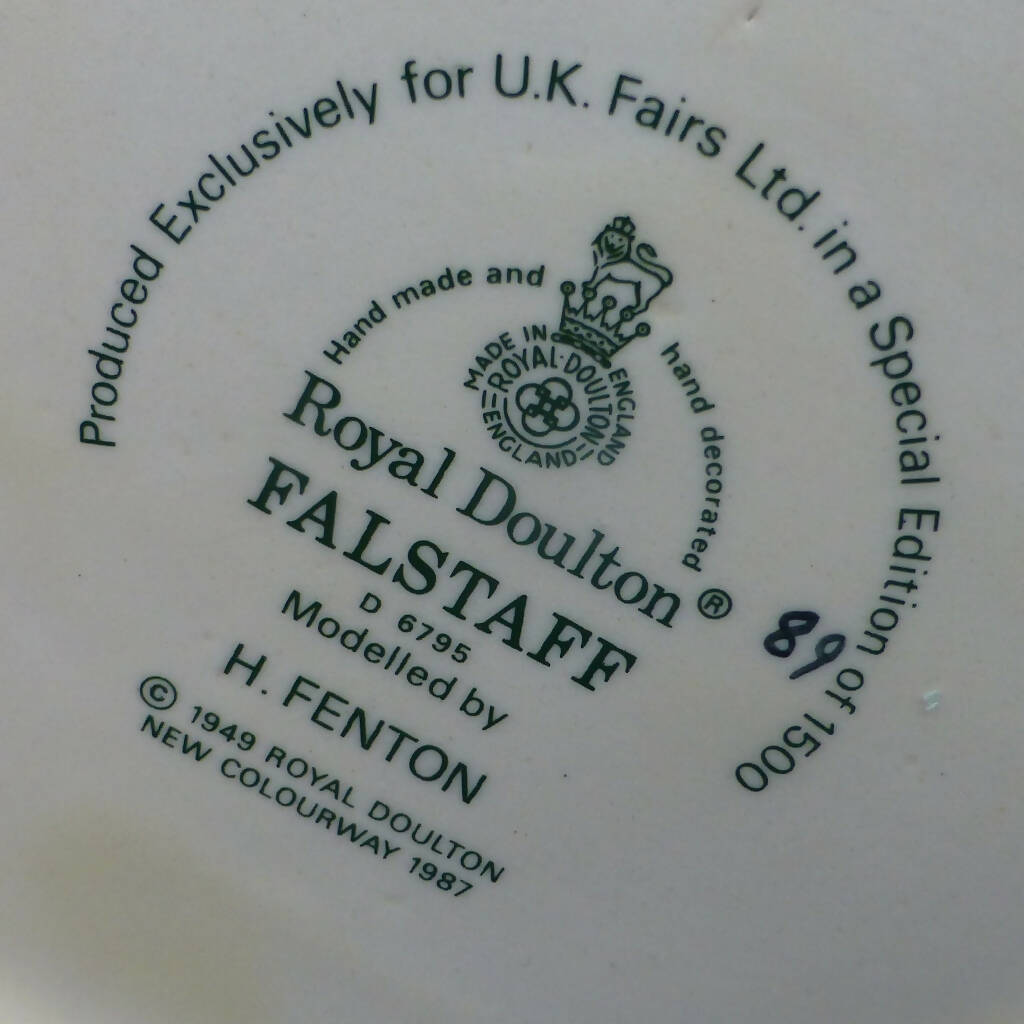 Produced Exclusively for U.K. Fairs Ltd. in a Special Edition of 1500
Hand made and hand decorated
MADE IN ENGLAND
ROYAL·DOULTON
ENGLAND
Royal Doulton ®
89
FALSTAFF
D 6795
Modelled by
H. FENTON
© 1949 ROYAL DOULTON
NEW COLOURWAY 1987